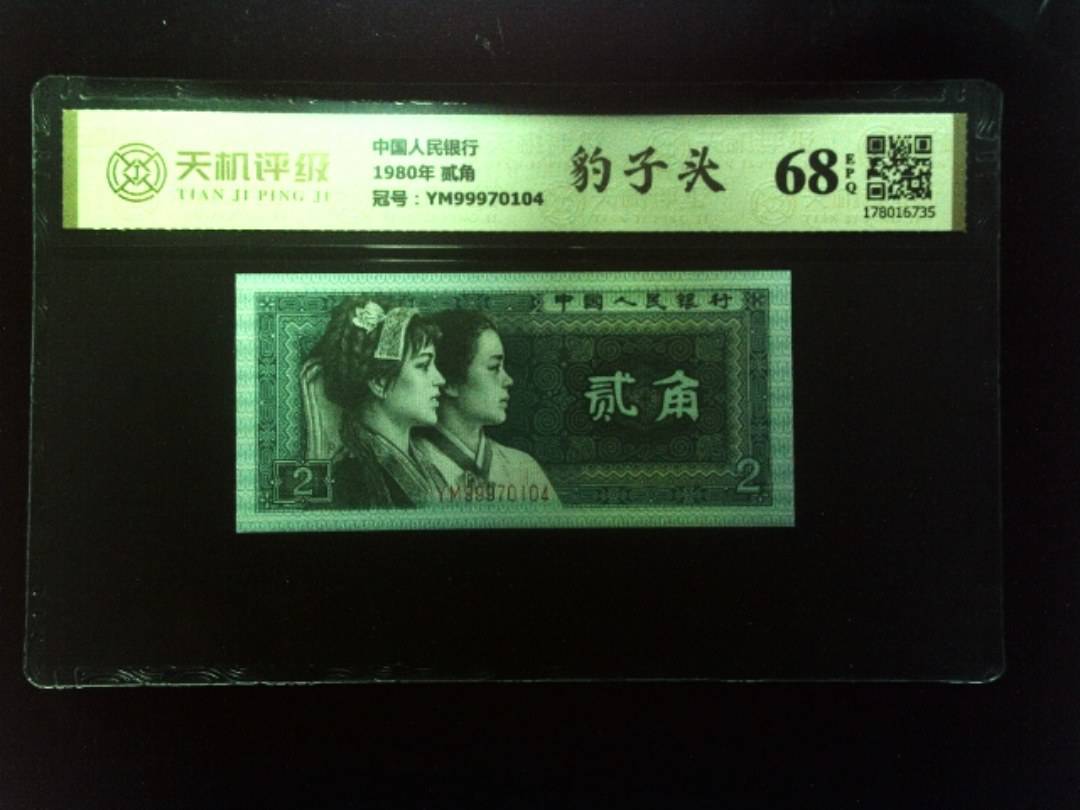 天机评级
TIAN JI PING JI
中国人民银行
1980年 贰角
冠号：YM99970104
豹子头
68
EPQ
178016735
中国人民银行
贰角
2
2
YM99970104